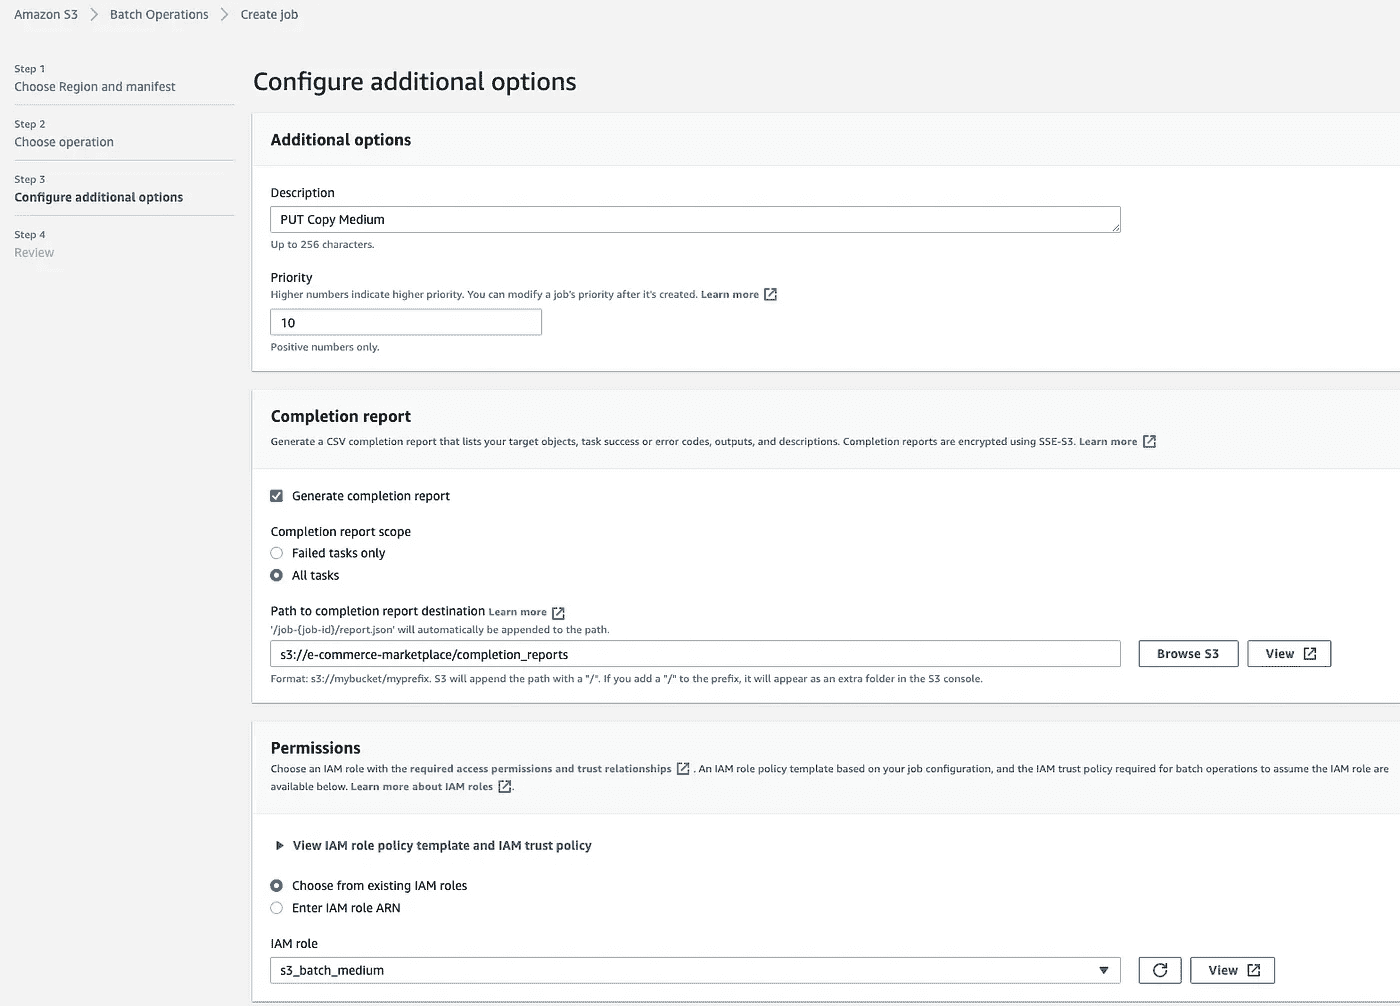 Amazon S3 > Batch Operations > Create job
Step 1
Choose Region and manifest
Step 2
Choose operation
Step 3
Configure additional options
Step 4
Review
Configure additional options
Additional options
Description
PUT Copy Medium
Up to 256 characters.
Priority
Higher numbers indicate higher priority. You can modify a job's priority after it's created. Learn more
10
Positive numbers only.
Completion report
Generate a CSV completion report that lists your target objects, task success or error codes, outputs, and descriptions. Completion reports are encrypted using SSE-S3. Learn more
Generate completion report
Completion report scope
Failed tasks only
All tasks
Path to completion report destination Learn more
'/job-{job-id}/report.json' will automatically be appended to the path.
s3://e-commerce-marketplace/completion_reports Browse S3 View
Format: s3://mybucket/myprefix. S3 will append the path with a "/". If you add a "/" to the prefix, it will appear as an extra folder in the S3 console.
Permissions
Choose an IAM role with the required access permissions and trust relationships . An IAM role policy template based on your job configuration, and the IAM trust policy required for batch operations to assume the IAM role are
available below. Learn more about IAM roles .
View IAM role policy template and IAM trust policy
Choose from existing IAM roles
Enter IAM role ARN
IAM role
s3_batch_medium View